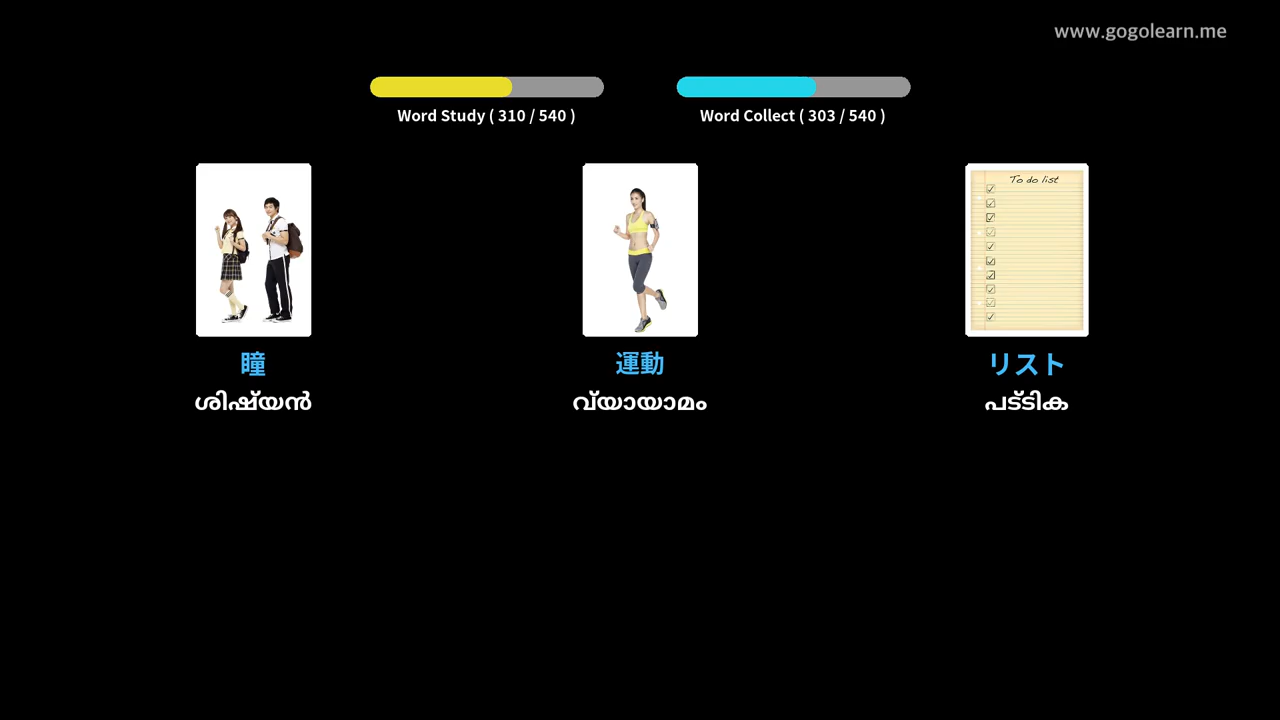 www.gogolearn.me
Word Study ( 310 / 540 )
Word Collect ( 303 / 540 )
To do list
瞳
運動
リスト
ശിഷ്‌യൻ
വ്‌യായാമം
പട്‌ടിക